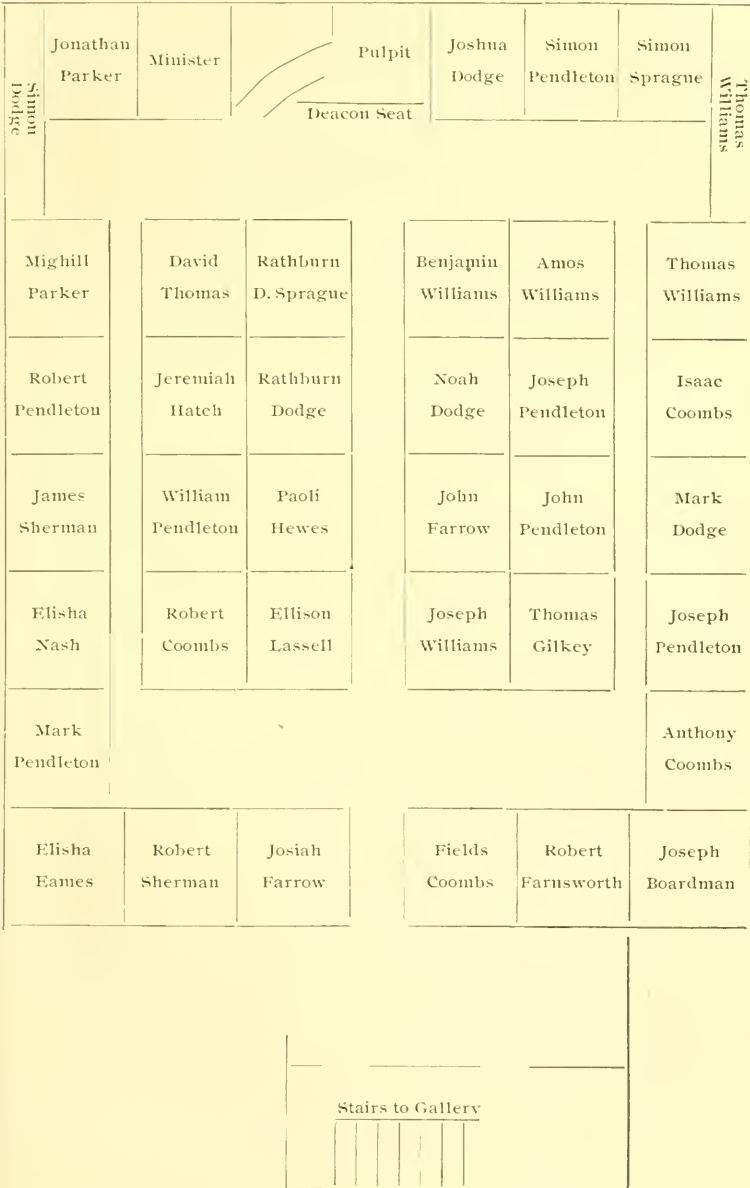 Simon
Dodge
Jonathan
Parker
Minister
Pulpit
Deacon Seat
Joshua
Dodge
Simon
Pendleton
Simon
Sprague
Thomas
Williams
Mighill
Parker
David
Thomas
Rathburn
D. Sprague
Benjamin
Williams
Amos
Williams
Thomas
Williams
Robert
Pendleton
Jeremiah
Hatch
Rathburn
Dodge
Noah
Dodge
Joseph
Pendleton
Isaac
Coombs
James
Sherman
William
Pendleton
Paoli
Hewes
John
Farrow
John
Pendleton
Mark
Dodge
Elisha
Nash
Robert
Coombs
Ellison
Lassell
Joseph
Williams
Thomas
Gilkey
Joseph
Pendleton
Mark
Pendleton
Anthony
Coombs
Elisha
Eames
Robert
Sherman
Josiah
Farrow
Fields
Coombs
Robert
Farnsworth
Joseph
Boardman
Stairs to Gallery